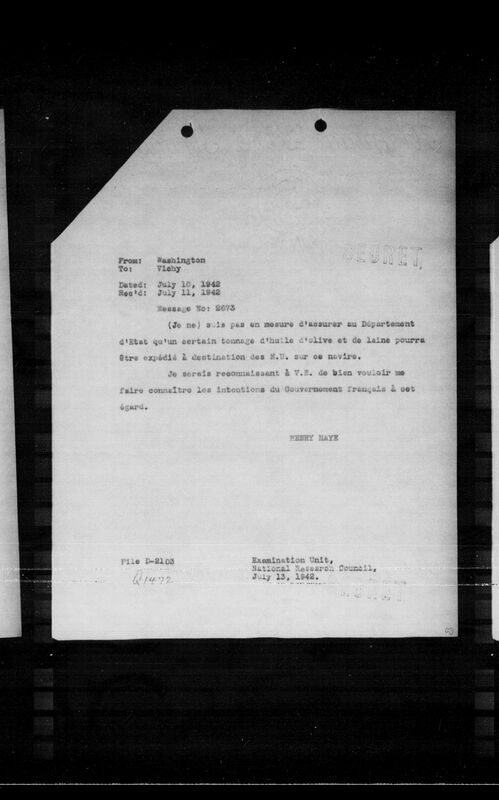 SECRET
From: Washington
To: Vichy
Dated: July 10, 1942
Rec'd: July 11, 1942
Message No: 2673
(Je ne) suis pas en mesure d'assurer au Département
d'Etat qu'un certain tonnage d'huile d'olive et de laine pourra
être expédié à destination des E.U. sur ce navire.
Je serais reconnaissant à V.E. de bien vouloir me
faire connaître les intentions du Gouvernement français à cet
égard.
HENRY HAYE
File D-2103
Q1472
Examination Unit,
National Research Council,
July 13, 1942.
SECRET